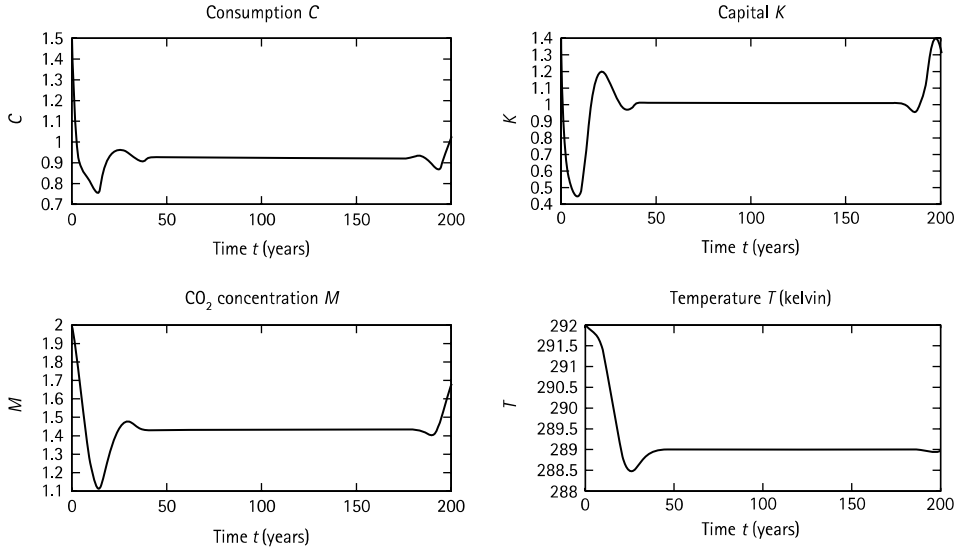 Consumption C
1.5
1.4
1.3
1.2
1.1
1
0.9
0.8
0.7
C
0 50 100 150 200
Time t (years)
Capital K
1.4
1.3
1.2
1.1
1
0.9
0.8
0.7
0.6
0.5
0.4
K
0 50 100 150 200
Time t (years)
CO2 concentration M
2
1.9
1.8
1.7
1.6
1.5
1.4
1.3
1.2
1.1
M
0 50 100 150 200
Time t (years)
Temperature T (kelvin)
292
291.5
291
290.5
290
289.5
289
288.5
288
T
0 50 100 150 200
Time t (years)